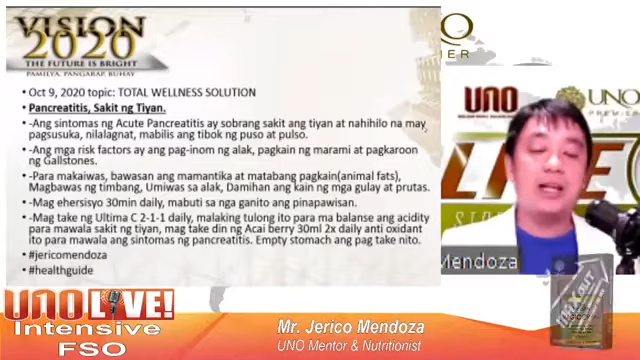 VISION
2020
THE FUTURE IS BRIGHT
PAMILYA, PANGARAP, BUHAY
• Oct 9, 2020 topic: TOTAL WELLNESS SOLUTION
• Pancreatitis, Sakit ng Tiyan.
• -Ang sintomas ng Acute Pancreatitis ay sobrang sakit ang tiyan at nahihilo na may pagsusuka, nilalagnat, mabilis ang tibok ng puso at pulso.
• -Ang mga risk factors ay ang pag-inom ng alak, pagkain ng marami at pagkaroon ng Gallstones.
• -Para makaiwas, bawasan ang mamantika at matabang pagkain(animal fats), Magbawas ng timbang, Umiwas sa alak, Damihan ang kain ng mga gulay at prutas.
• -Mag ehersisyo 30min daily, mabuti sa nga ganito ang pinapawisan.
• -Mag take ng Ultima C 2-1-1 daily, malaking tulong ito para ma balanse ang acidity para mawala sakit ng tiyan, mag take din ng Acai berry 30ml 2x daily anti oxidant ito para mawala ang sintomas ng pancreatitis. Empty stomach ang pag take nito.
• #jericomendoza
• #healthguide
UNO
UNO
PREMIER
Mendoza
UNO LIVE!
Intensive
FSO
Mr. Jerico Mendoza
UNO Mentor & Nutritionist